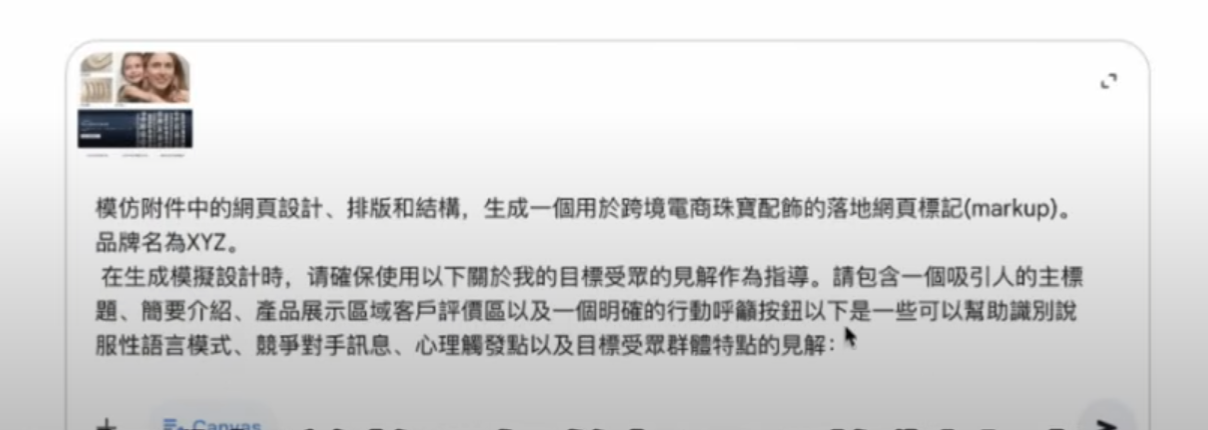 模仿附件中的網頁設計、排版和結構，生成一個用於跨境電商珠寶配飾的落地網頁標記(markup)。
品牌名為XYZ。
在生成模擬設計時，请確保使用以下關於我的目標受眾的見解作為指導。請包含一個吸引人的主標
題、簡要介紹、產品展示區域客戶評價區以及一個明確的行動呼籲按鈕以下是一些可以幫助識別說
服性語言模式、競爭對手訊息、心理觸發點以及目標受眾群體特點的見解：
Canvas